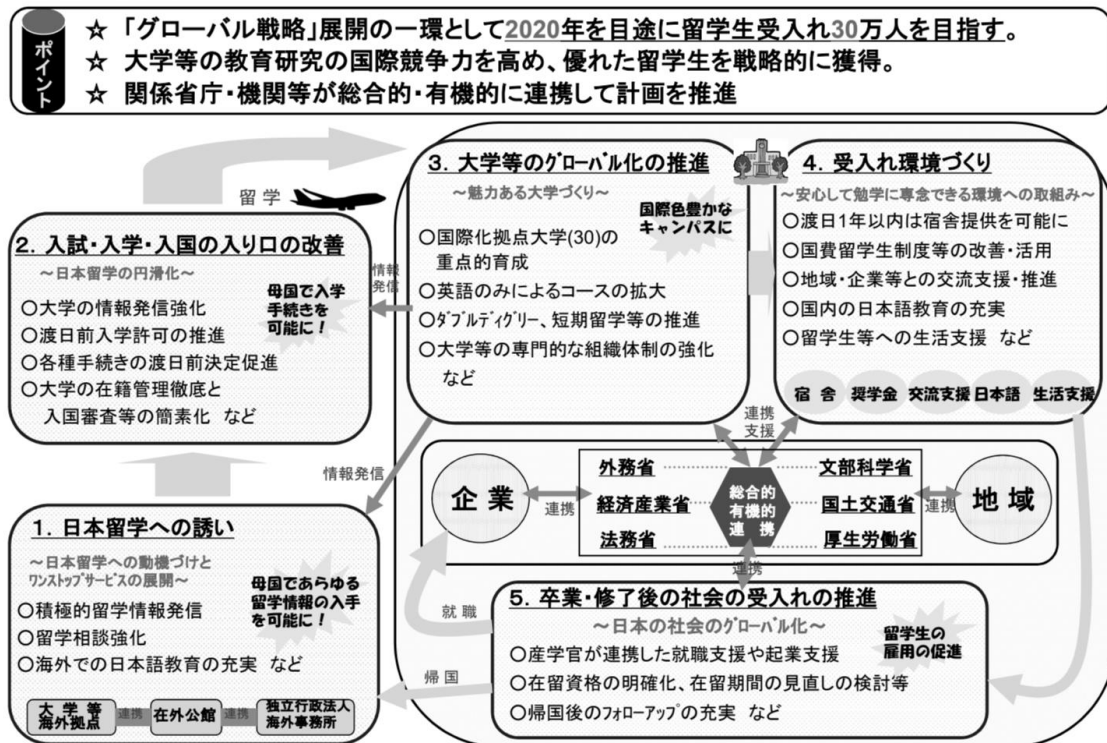 ポイント
☆ 「グローバル戦略」展開の一環として2020年を目途に留学生受入れ30万人を目指す。
☆ 大学等の教育研究の国際競争力を高め、優れた留学生を戦略的に獲得。
☆ 関係省庁・機関等が総合的・有機的に連携して計画を推進
留学
2. 入試・入学・入国の入り口の改善
～日本留学の円滑化～
母国で入学
手続きを
可能に！
○大学の情報発信強化
○渡日前入学許可の推進
○各種手続きの渡日前決定促進
○大学の在籍管理徹底と
入国審査等の簡素化 など
情報
発信
3. 大学等のグローバル化の推進
～魅力ある大学づくり～
国際色豊かな
キャンパスに
○国際化拠点大学(30)の
重点的育成
○英語のみによるコースの拡大
○ダブルディグリー、短期留学等の推進
○大学等の専門的な組織体制の強化
など
4. 受入れ環境づくり
～安心して勉学に専念できる環境への取組み～
○渡日1年以内は宿舎提供を可能に
○国費留学生制度等の改善・活用
○地域・企業等との交流支援・推進
○国内の日本語教育の充実
○留学生等への生活支援 など
宿舎 奨学金 交流支援 日本語 生活支援
連携
支援
情報発信
企業
連携
外務省
経済産業省
法務省
総合的
有機的
連携
文部科学省
国土交通省
厚生労働省
連携
地域
連携
1. 日本留学への誘い
～日本留学への動機づけと
ワンストップサービスの展開～
母国であらゆる
留学情報の入手
を可能に！
○積極的留学情報発信
○留学相談強化
○海外での日本語教育の充実 など
大学等
海外拠点
連携
在外公館
連携
独立行政法人
海外事務所
就職
帰国
5. 卒業・修了後の社会の受入れの推進
～日本の社会のグローバル化～
留学生の
雇用の促進
○産学官が連携した就職支援や起業支援
○在留資格の明確化、在留期間の見直しの検討等
○帰国後のフォローアップの充実 など